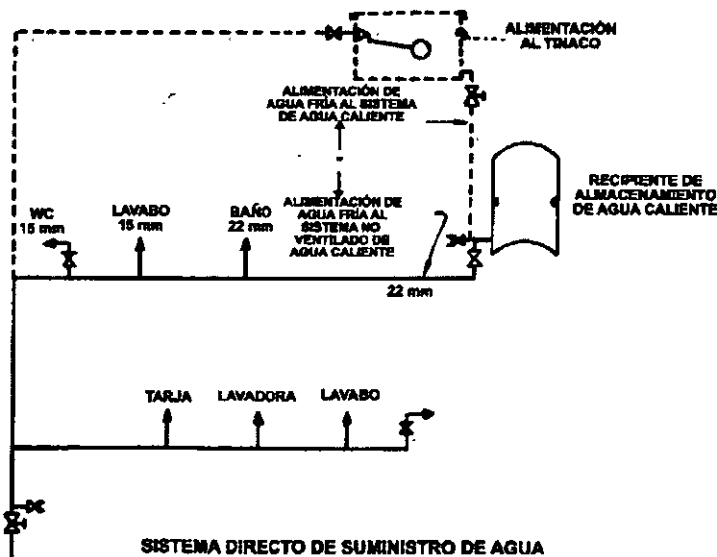 ALIMENTACIÓN
AL TINACO
ALIMENTACIÓN DE
AGUA FRÍA AL SISTEMA
DE AGUA CALIENTE
RECIPIENTE DE
ALMACENAMIENTO
DE AGUA CALIENTE
WC
15 mm
LAVABO
15 mm
BAÑO
22 mm
ALIMENTACIÓN DE
AGUA FRÍA AL
SISTEMA NO
VENTILADO DE
AGUA CALIENTE
22 mm
TARJA
LAVADORA
LAVABO
SISTEMA DIRECTO DE SUMINISTRO DE AGUA